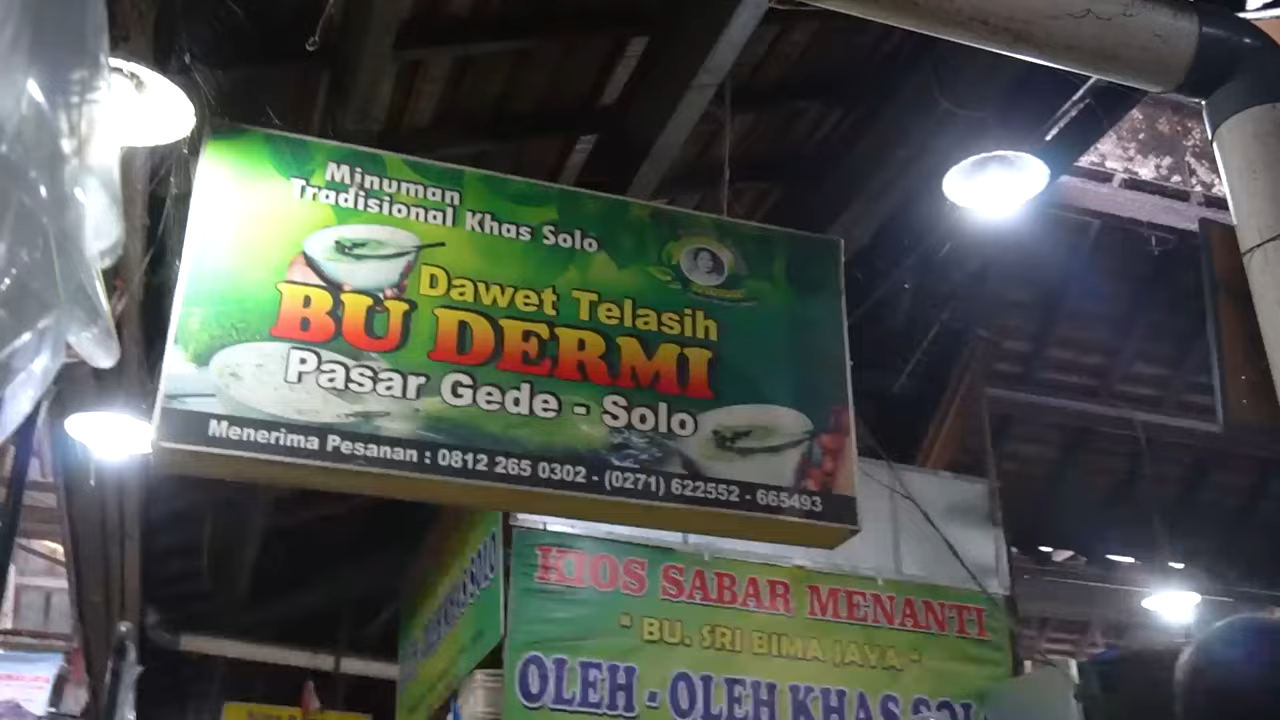 Minuman
Tradisional Khas Solo
Dawet Telasih
BU DERMI
Pasar Gede - Solo
Menerima Pesanan : 0812 265 0302 - (0271) 622552 - 665493
KIOS SABAR MENANTI
" BU. SRI BIMA JAYA "
OLEH - OLEH KHAS SOL